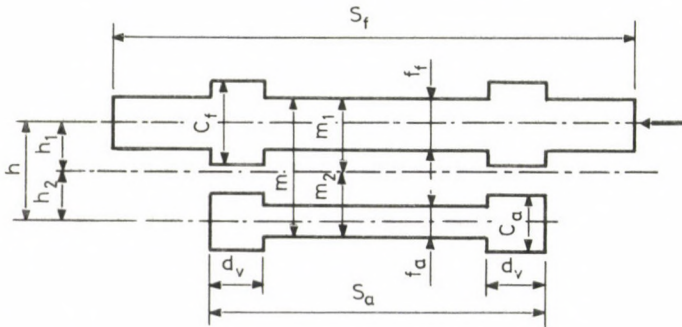 S_f
f_f
C_f
m_1
h_1
h
m
h_2
m_2
C_a
d_v
f_a
d_v
S_a